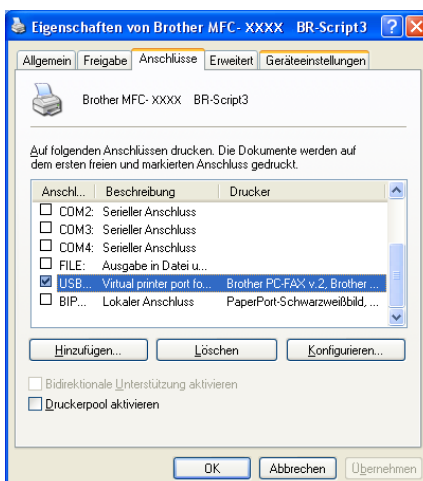 Eigenschaften von Brother MFC- XXXX BR-Script3
Allgemein Freigabe Anschlüsse Erweitert Geräteeinstellungen
Brother MFC- XXXX BR-Script3
Auf folgenden Anschlüssen drucken. Die Dokumente werden auf
dem ersten freien und markierten Anschluss gedruckt.
Anschl... Beschreibung Drucker
COM2: Serieller Anschluss
COM3: Serieller Anschluss
COM4: Serieller Anschluss
FILE: Ausgabe in Datei u...
USB... Virtual printer port fo... Brother PC-FAX v.2, Brother ...
BIP... Lokaler Anschluss PaperPort-Schwarzweißbild, ...
Hinzufügen... Löschen Konfigurieren...
Bidirektionale Unterstützung aktivieren
Druckerpool aktivieren
OK Abbrechen Übernehmen